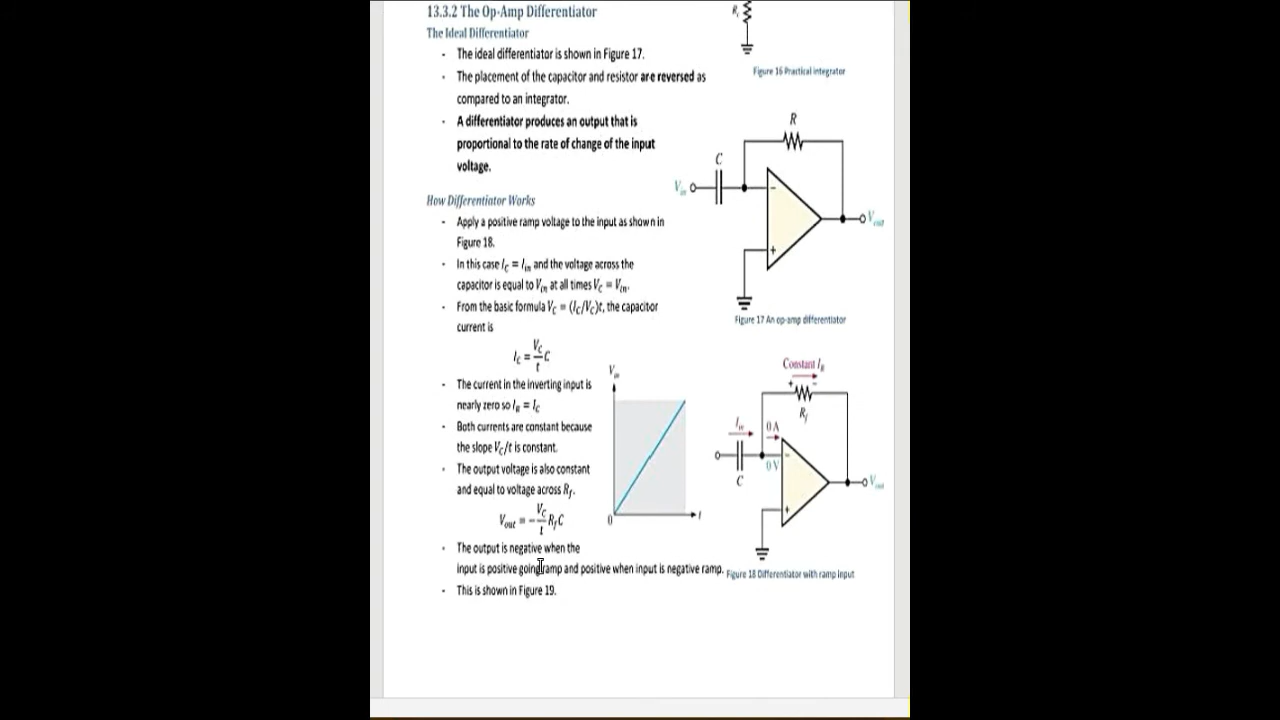 13.3.2 The Op-Amp Differentiator
The Ideal Differentiator
- The ideal differentiator is shown in Figure 17.
- The placement of the capacitor and resistor are reversed as
compared to an integrator.
- A differentiator produces an output that is
proportional to the rate of change of the input
voltage.
How Differentiator Works
- Apply a positive ramp voltage to the input as shown in
Figure 18.
- In this case I_C = I_in and the voltage across the
capacitor is equal to V_in at all times V_C = V_in.
- From the basic formula V_C = (I_C/V_C)t, the capacitor
current is
I_C = V_C/t C
- The current in the inverting input is
nearly zero so I_R = I_C
- Both currents are constant because
the slope V_C/t is constant.
- The output voltage is also constant
and equal to voltage across R_f.
V_out = - V_C/t R_f C
- The output is negative when the
input is positive going ramp and positive when input is negative ramp.
- This is shown in Figure 19.
R_i
Figure 16 Practical integrator
R
C
V_in
-
+
V_out
Figure 17 An op-amp differentiator
V_in
0
t
Constant I_R
+ -
R_f
I_in
0 A
0 V
C
-
+
V_out
Figure 18 Differentiator with ramp input